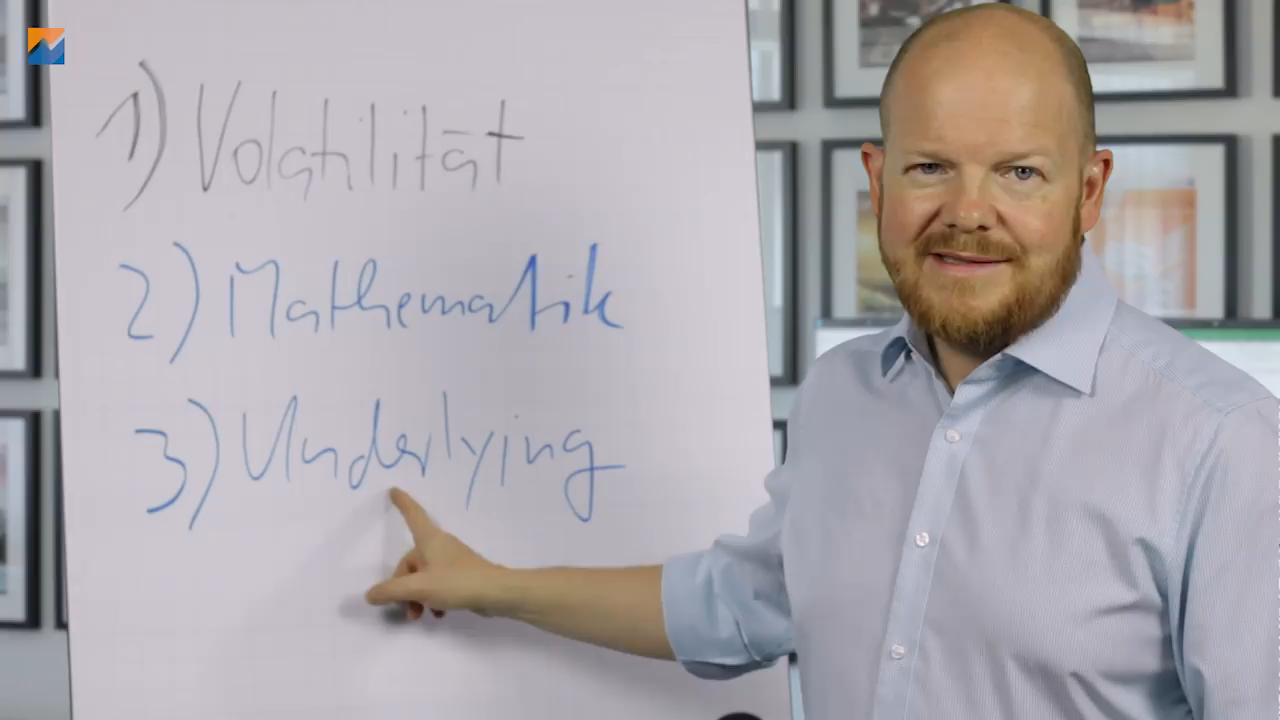 1) Volatilität
2) Mathematik
3) Underlying